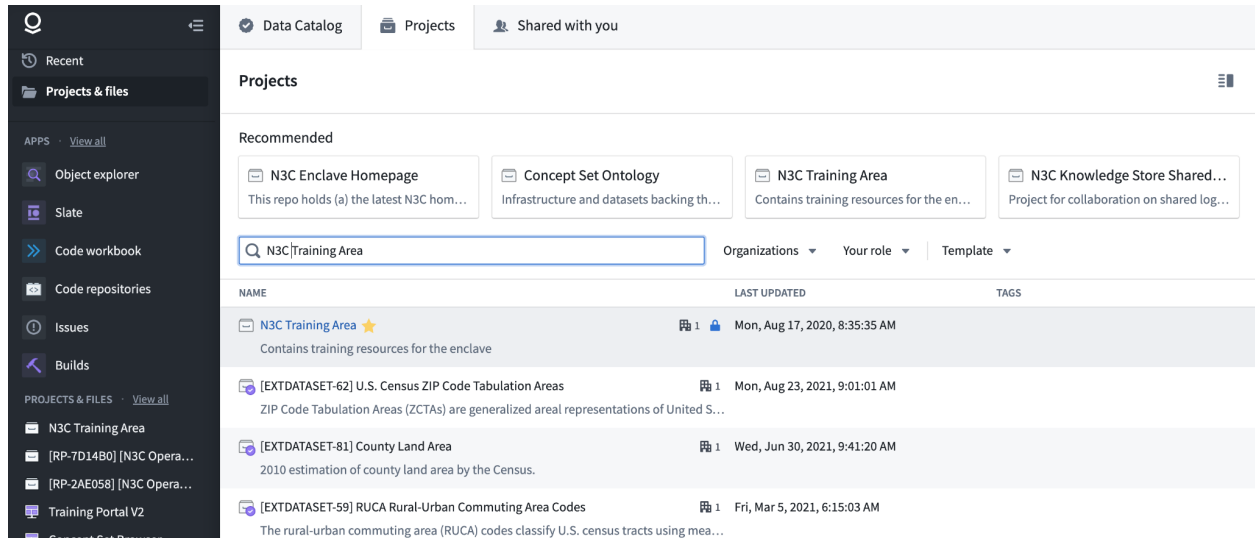 Data Catalog
Projects
Shared with you
Recent
Projects & files
APPS · View all
Object explorer
Slate
Code workbook
Code repositories
Issues
Builds
PROJECTS & FILES · View all
N3C Training Area
[RP-7D14B0] [N3C Opera...
[RP-2AE058] [N3C Opera...
Training Portal V2
Projects
Recommended
N3C Enclave Homepage
This repo holds (a) the latest N3C hom...
Concept Set Ontology
Infrastructure and datasets backing th...
N3C Training Area
Contains training resources for the en...
N3C Knowledge Store Shared...
Project for collaboration on shared log...
N3C Training Area
Organizations
Your role
Template
NAME LAST UPDATED TAGS
N3C Training Area 1 Mon, Aug 17, 2020, 8:35:35 AM
Contains training resources for the enclave
[EXTDATASET-62] U.S. Census ZIP Code Tabulation Areas 1 Mon, Aug 23, 2021, 9:01:01 AM
ZIP Code Tabulation Areas (ZCTAs) are generalized areal representations of United S...
[EXTDATASET-81] County Land Area 1 Wed, Jun 30, 2021, 9:41:20 AM
2010 estimation of county land area by the Census.
[EXTDATASET-59] RUCA Rural-Urban Commuting Area Codes 1 Fri, Mar 5, 2021, 6:15:03 AM
The rural-urban commuting area (RUCA) codes classify U.S. census tracts using mea...